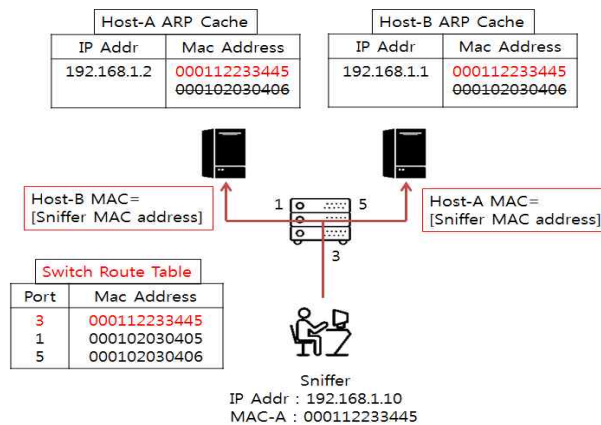 Host-A ARP Cache
IP Addr Mac Address
192.168.1.2 000112233445
000102030406
Host-B ARP Cache
IP Addr Mac Address
192.168.1.1 000112233445
000102030406
Host-B MAC=
[Sniffer MAC address]
1
5
3
Host-A MAC=
[Sniffer MAC address]
Switch Route Table
Port Mac Address
3 000112233445
1 000102030405
5 000102030406
Sniffer
IP Addr : 192.168.1.10
MAC-A : 000112233445